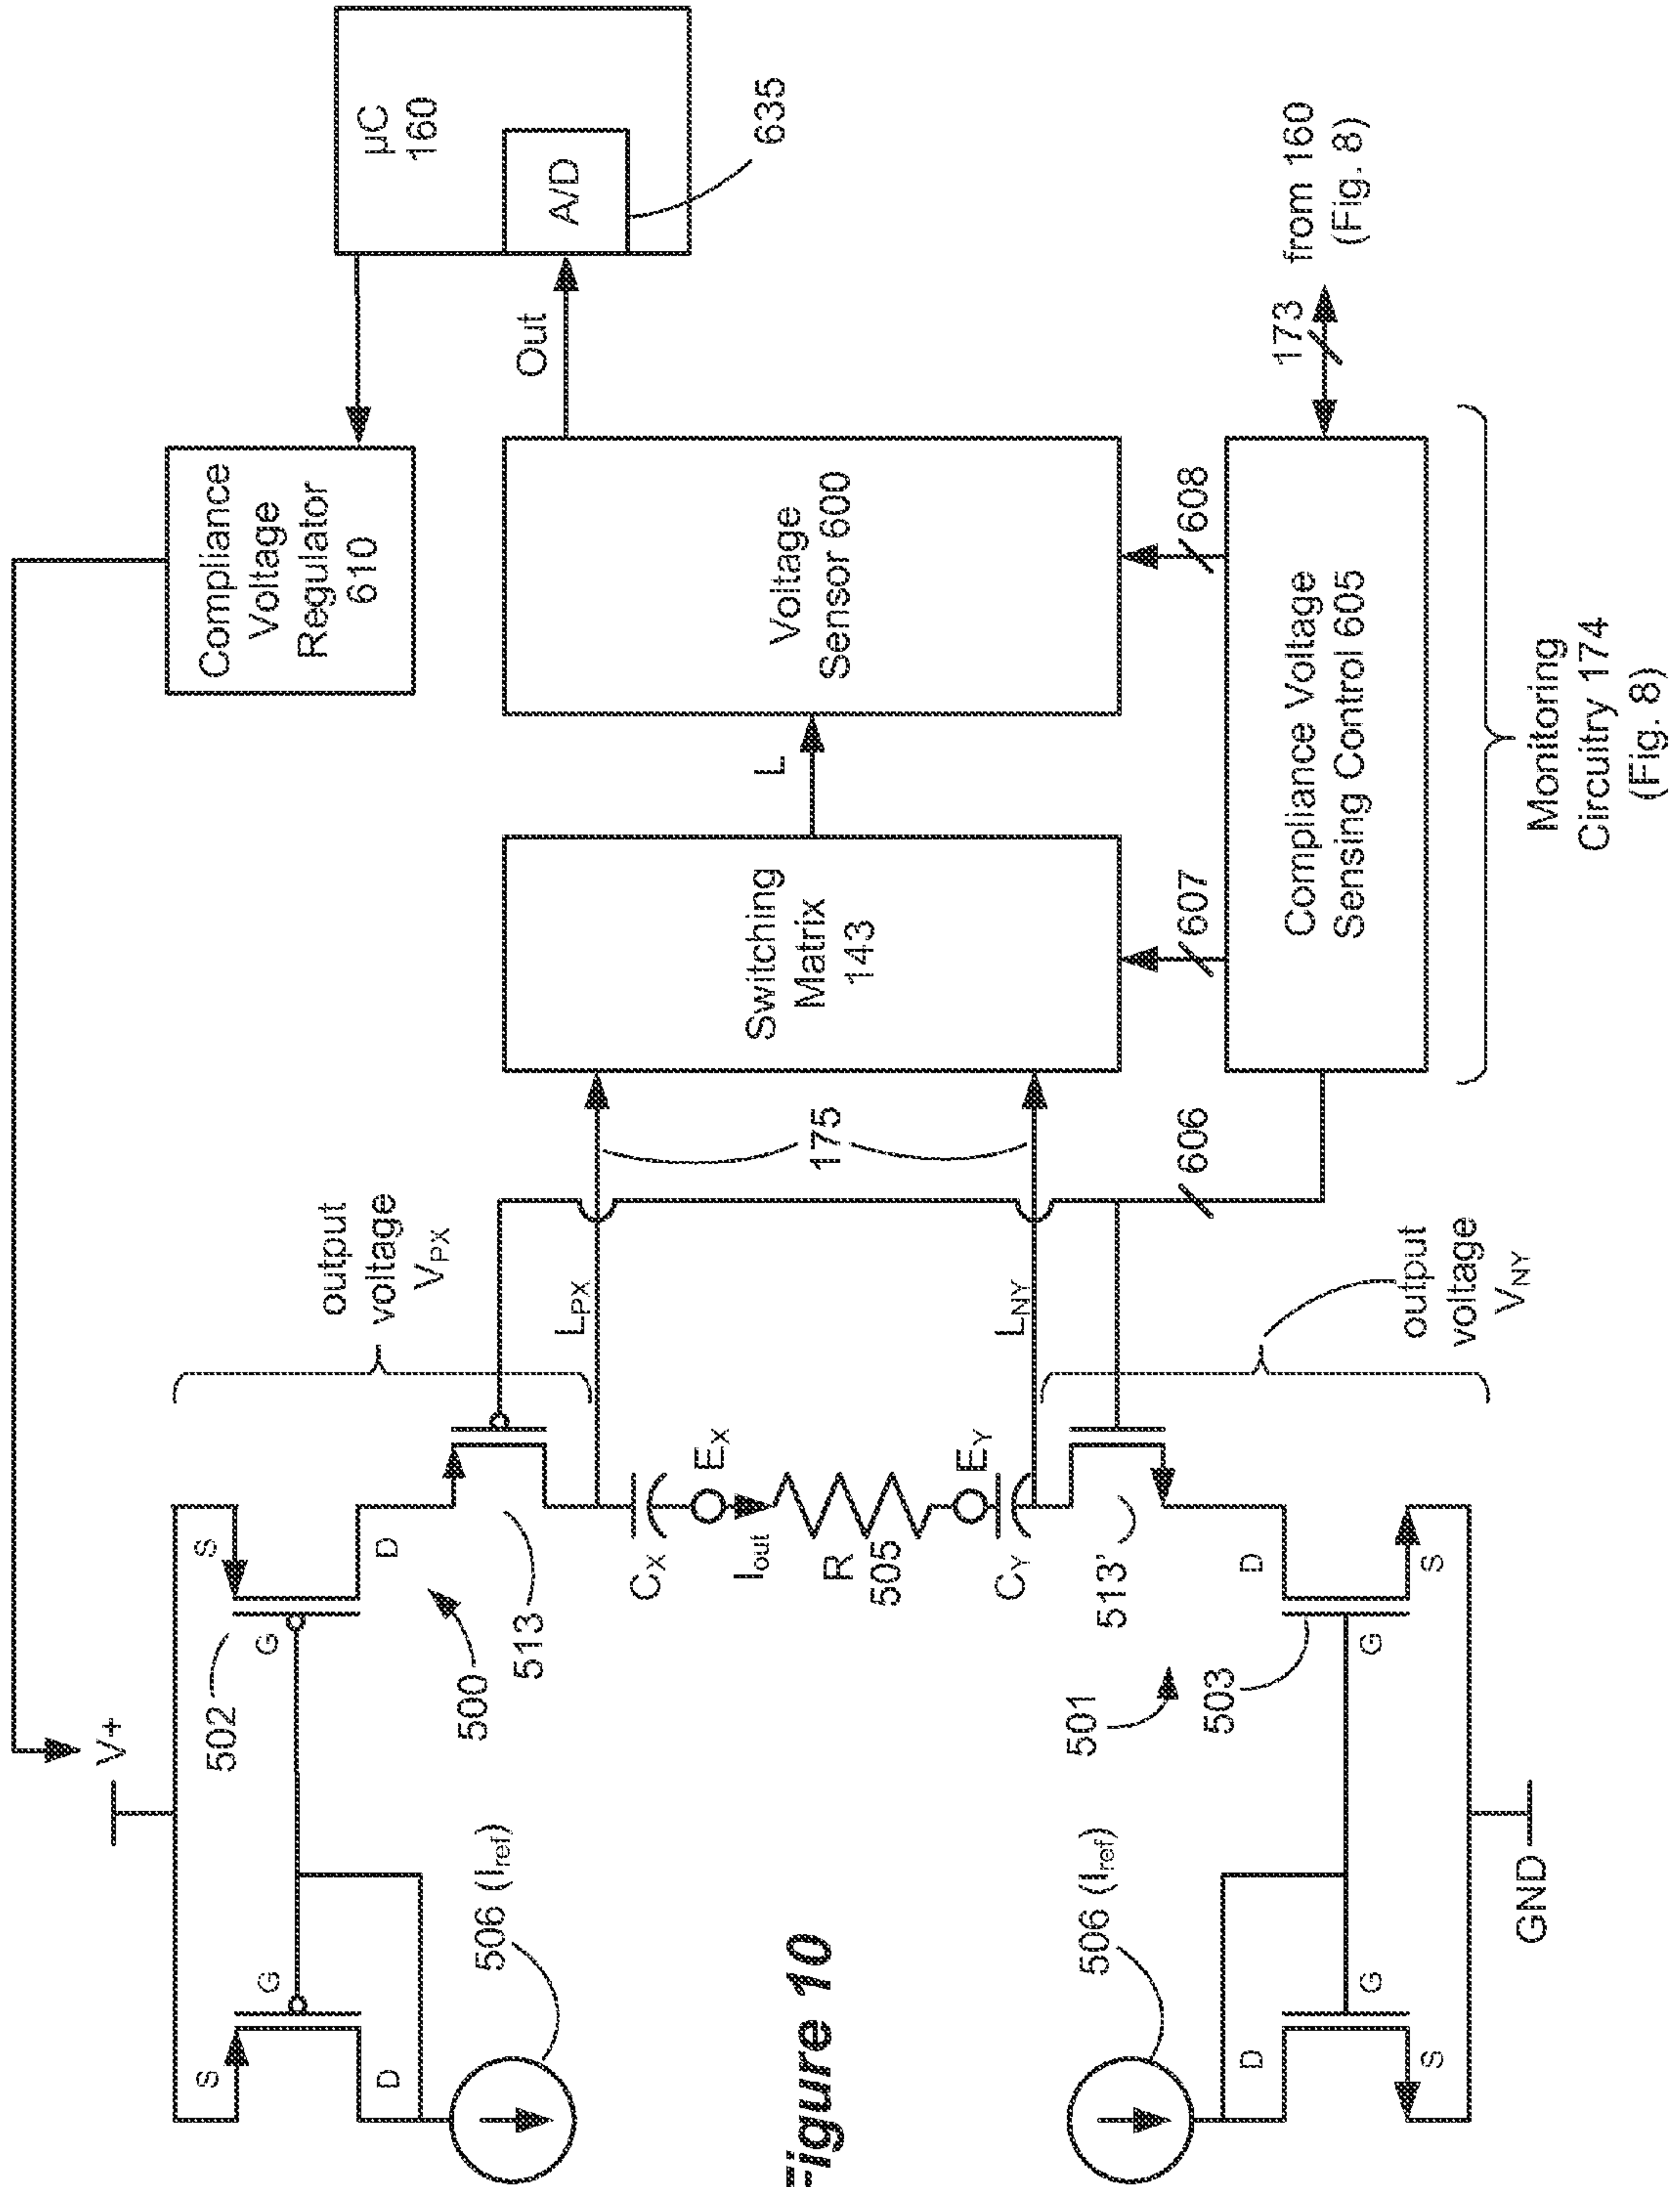 V+
Compliance
Voltage
Regulator
610
µC
160
A/D
635
Out
output
voltage
VPX
S
D
G
S
G
D
502
500
513
506 (Iref)
LPX
175
CX
EX
Iout
R
505
EY
CY
LNY
Switching
Matrix
143
L
Voltage
Sensor 600
606
607
608
Compliance Voltage
Sensing Control 605
173
from 160
(Fig. 8)
Monitoring
Circuitry 174
(Fig. 8)
output
voltage
VNY
513'
501
503
506 (Iref)
D
G
S
D
G
S
GND
Figure 10